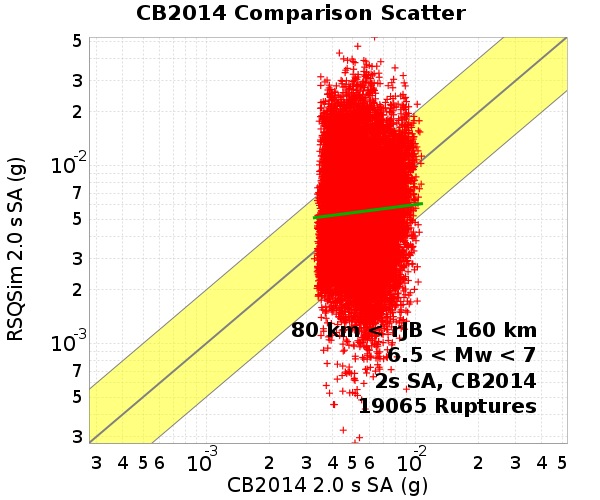 CB2014 Comparison Scatter
RSQSim 2.0 s SA (g)
5
3
2
10-2
7
5
3
2
10-3
7
5
3
80 km < rJB < 160 km
6.5 < Mw < 7
2s SA, CB2014
19065 Ruptures
3 4 5 6 10-3 2 3 4 5 6 10-2 2 3 4 5
CB2014 2.0 s SA (g)